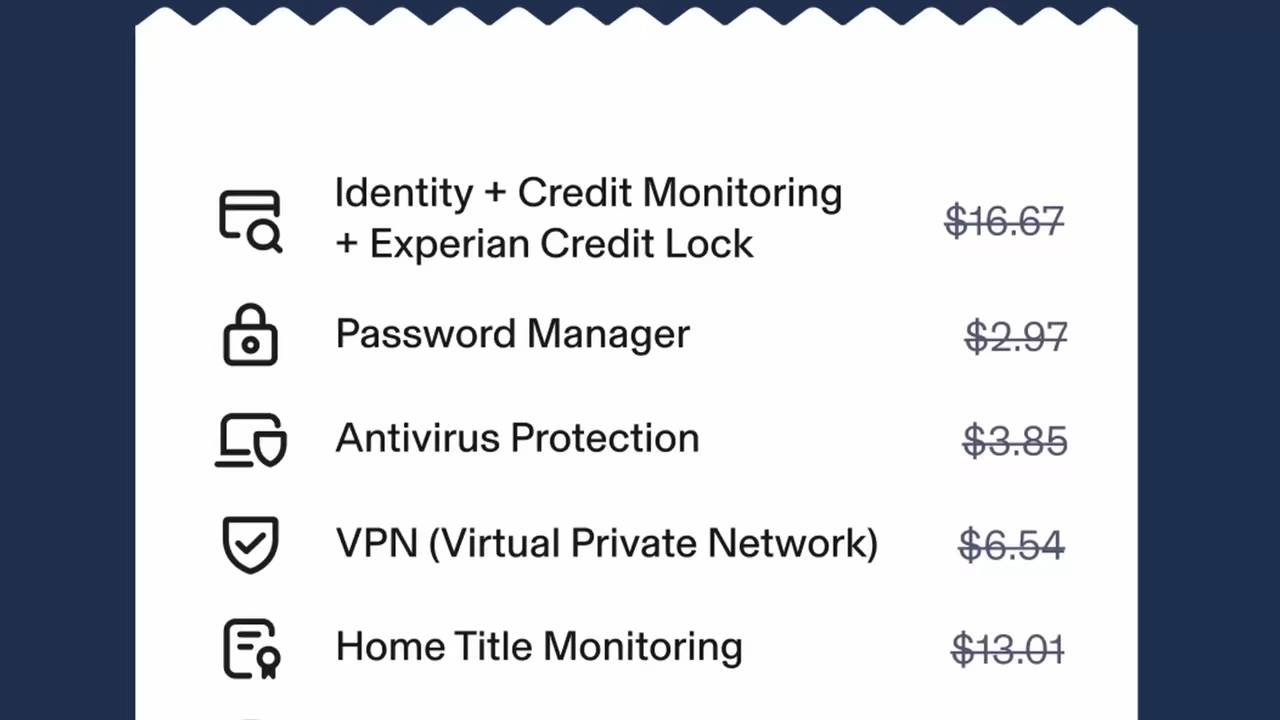 Identity + Credit Monitoring
+ Experian Credit Lock
$16.67
Password Manager
$2.97
Antivirus Protection
$3.85
VPN (Virtual Private Network)
$6.54
Home Title Monitoring
$13.01